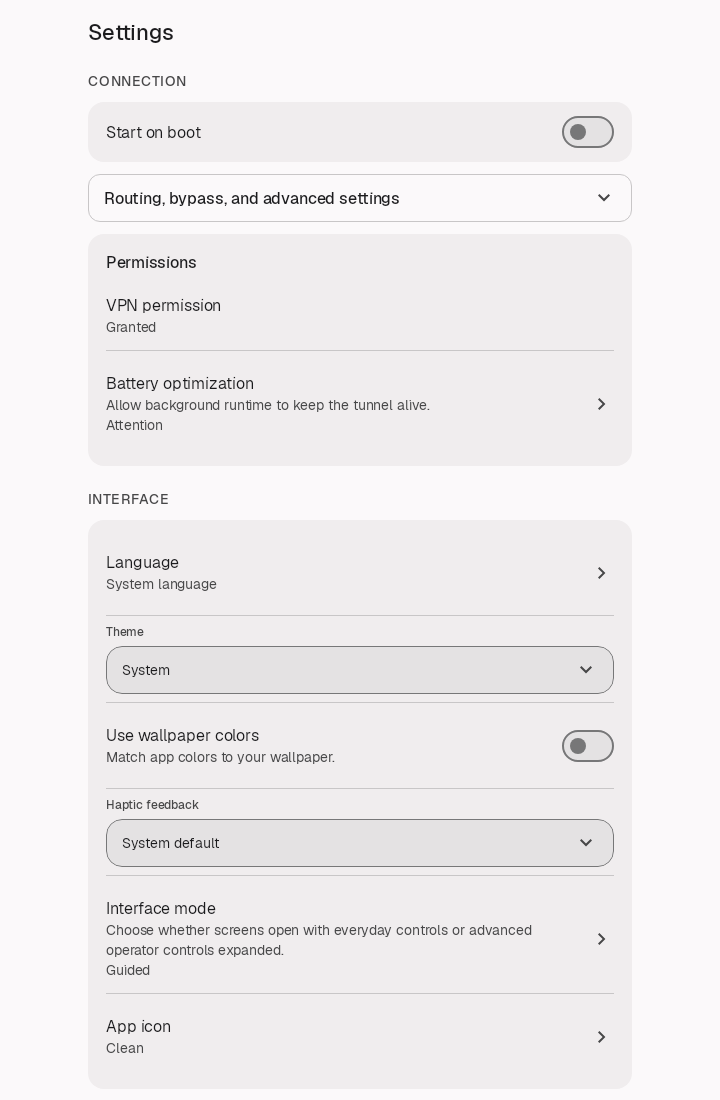 Settings
CONNECTION
Start on boot
Routing, bypass, and advanced settings
Permissions
VPN permission
Granted
Battery optimization
Allow background runtime to keep the tunnel alive.
Attention
INTERFACE
Language
System language
Theme
System
Use wallpaper colors
Match app colors to your wallpaper.
Haptic feedback
System default
Interface mode
Choose whether screens open with everyday controls or advanced
operator controls expanded.
Guided
App icon
Clean